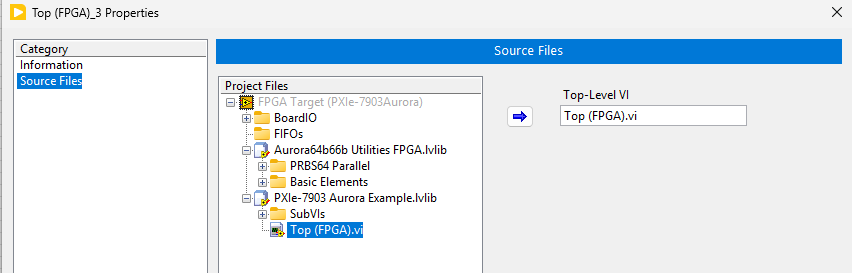 Top (FPGA)_3 Properties
Category
Information
Source Files
Source Files
Project Files
FPGA Target (PXIe-7903Aurora)
BoardIO
FIFOs
Aurora64b66b Utilities FPGA.lvlib
PRBS64 Parallel
Basic Elements
PXIe-7903 Aurora Example.lvlib
SubVIs
Top (FPGA).vi
Top-Level VI
Top (FPGA).vi